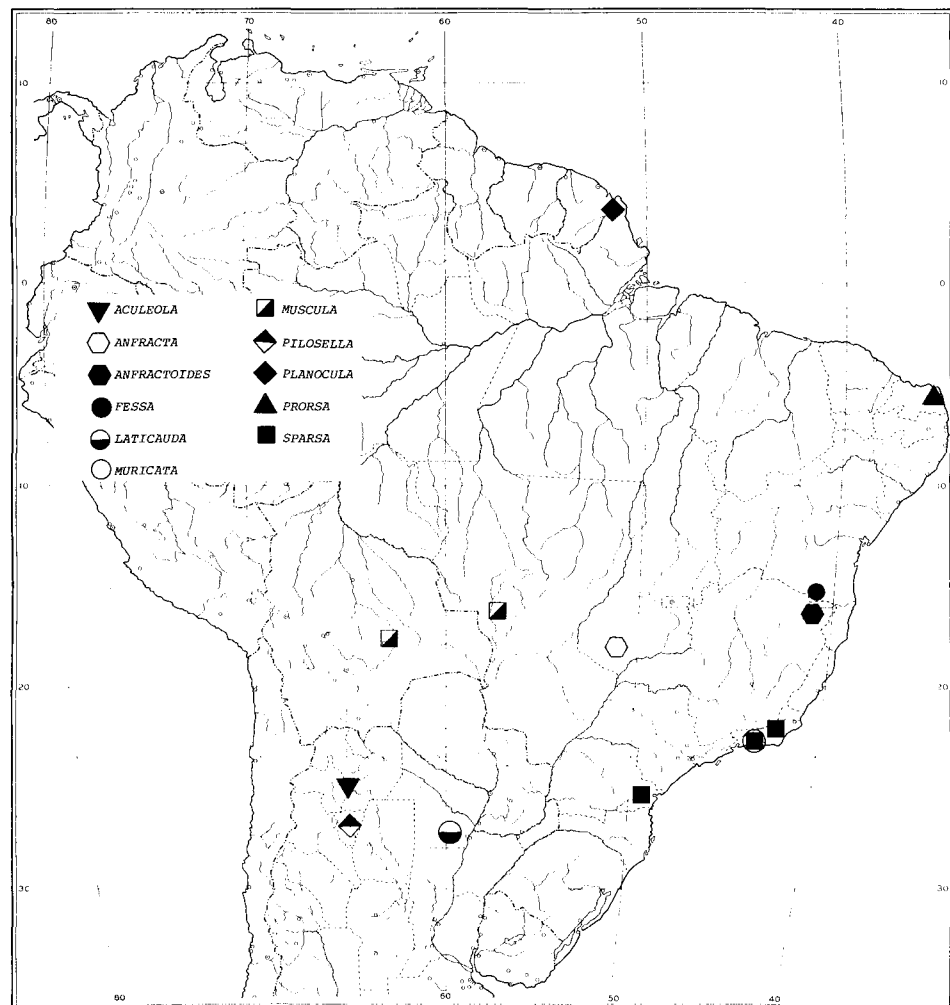 80 70 60 50 40
10 10
0 0
ACULEOLA MUSCULA
ANFRACTA PILOSELLA
ANFRACTOIDES PLANOCULA
FESSA PRORSA
LATICAUDA SPARSA
MURICATA
10 10
20 20
30 30
80 60 50 40